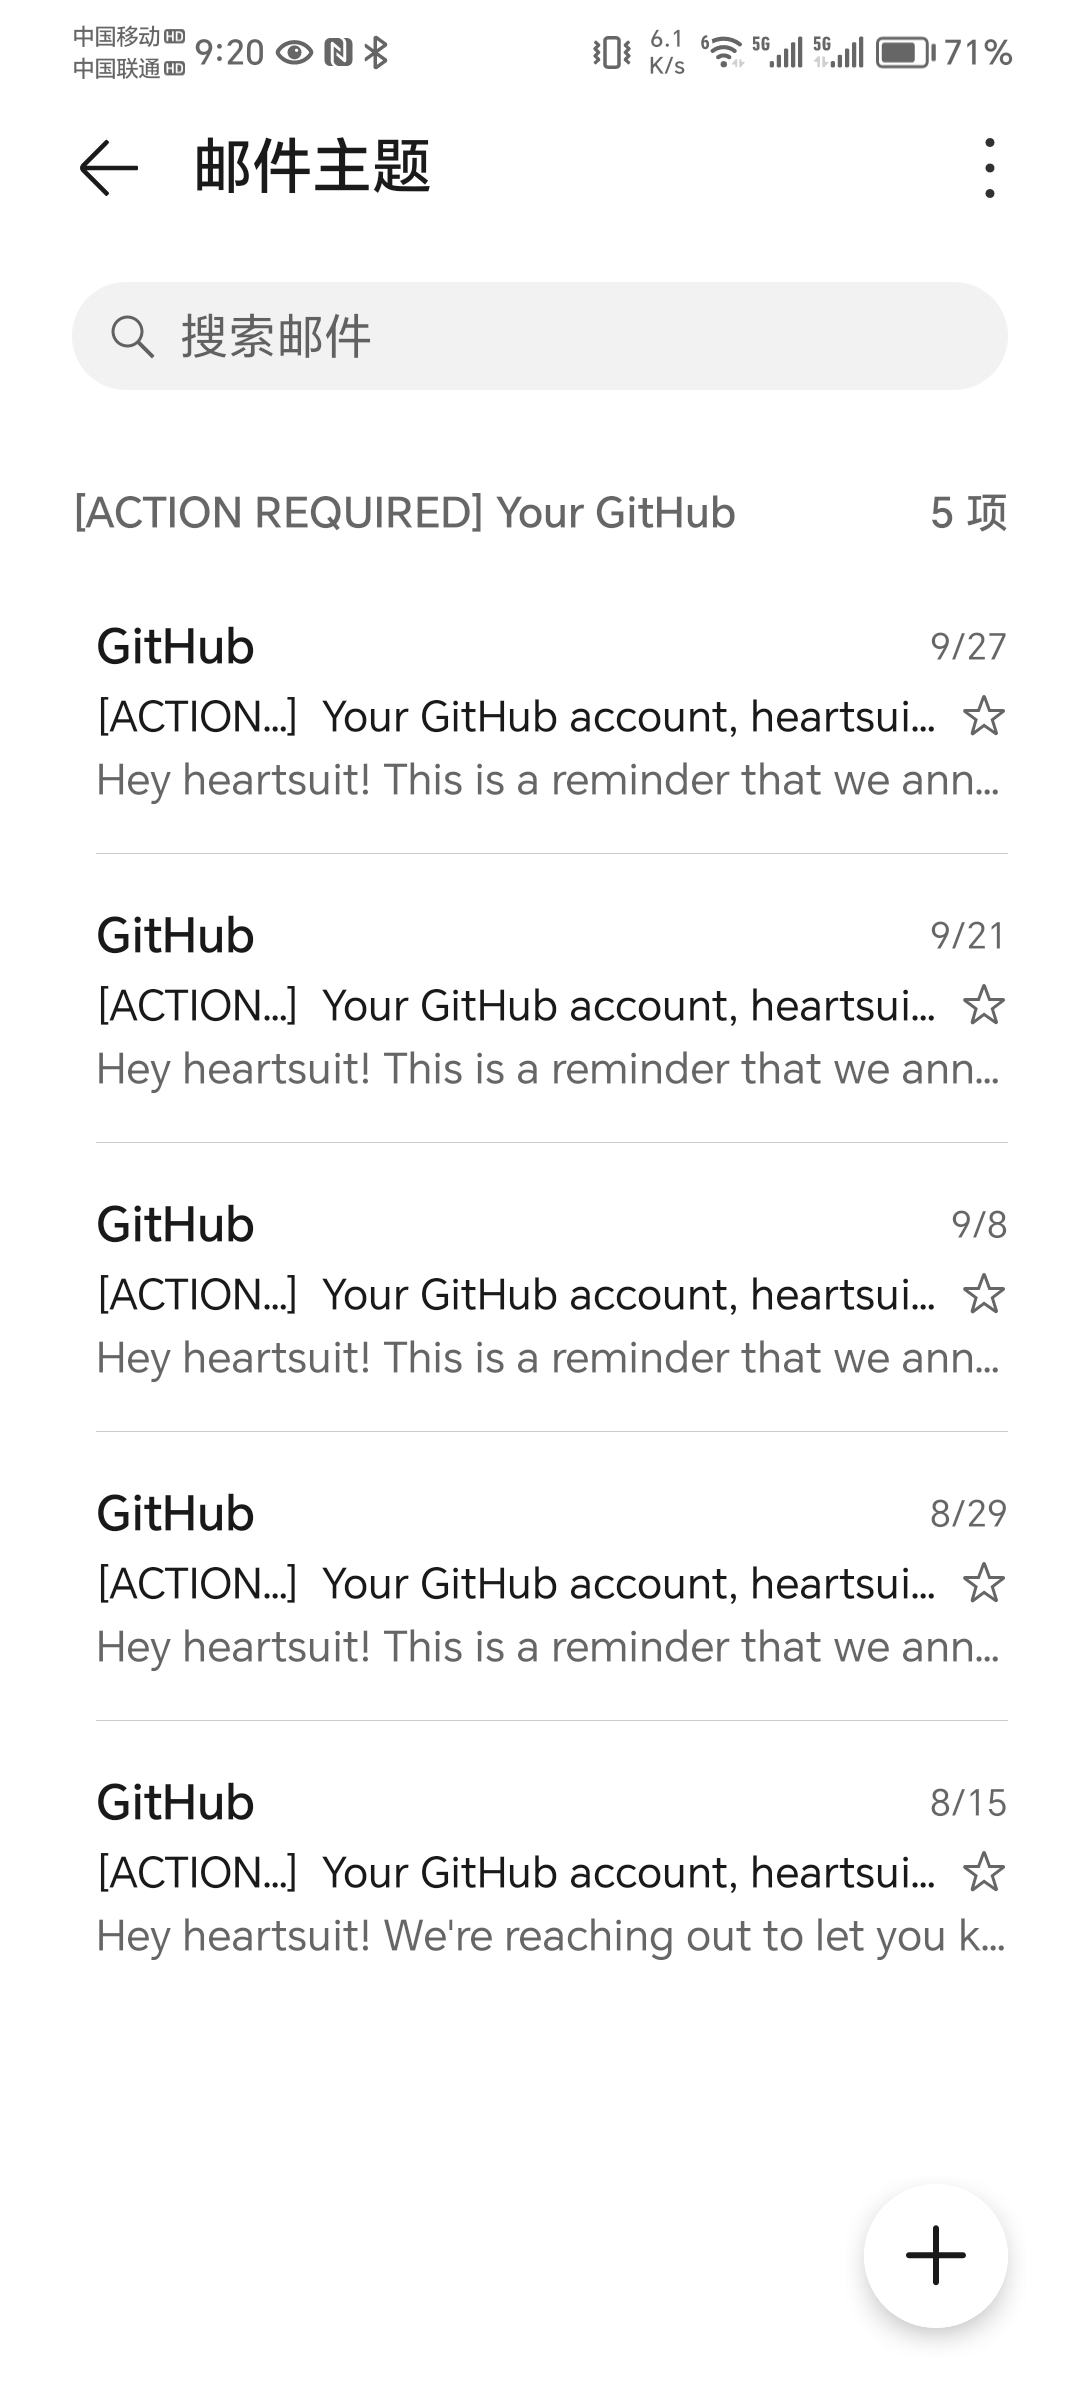 中国移动 HD
中国联通 HD
9:20
6.1
K/s
6
5G
5G
71%
邮件主题
搜索邮件
[ACTION REQUIRED] Your GitHub 5 项
GitHub 9/27
[ACTION...] Your GitHub account, heartsui...
Hey heartsuit! This is a reminder that we ann...
GitHub 9/21
[ACTION...] Your GitHub account, heartsui...
Hey heartsuit! This is a reminder that we ann...
GitHub 9/8
[ACTION...] Your GitHub account, heartsui...
Hey heartsuit! This is a reminder that we ann...
GitHub 8/29
[ACTION...] Your GitHub account, heartsui...
Hey heartsuit! This is a reminder that we ann...
GitHub 8/15
[ACTION...] Your GitHub account, heartsui...
Hey heartsuit! We're reaching out to let you k...